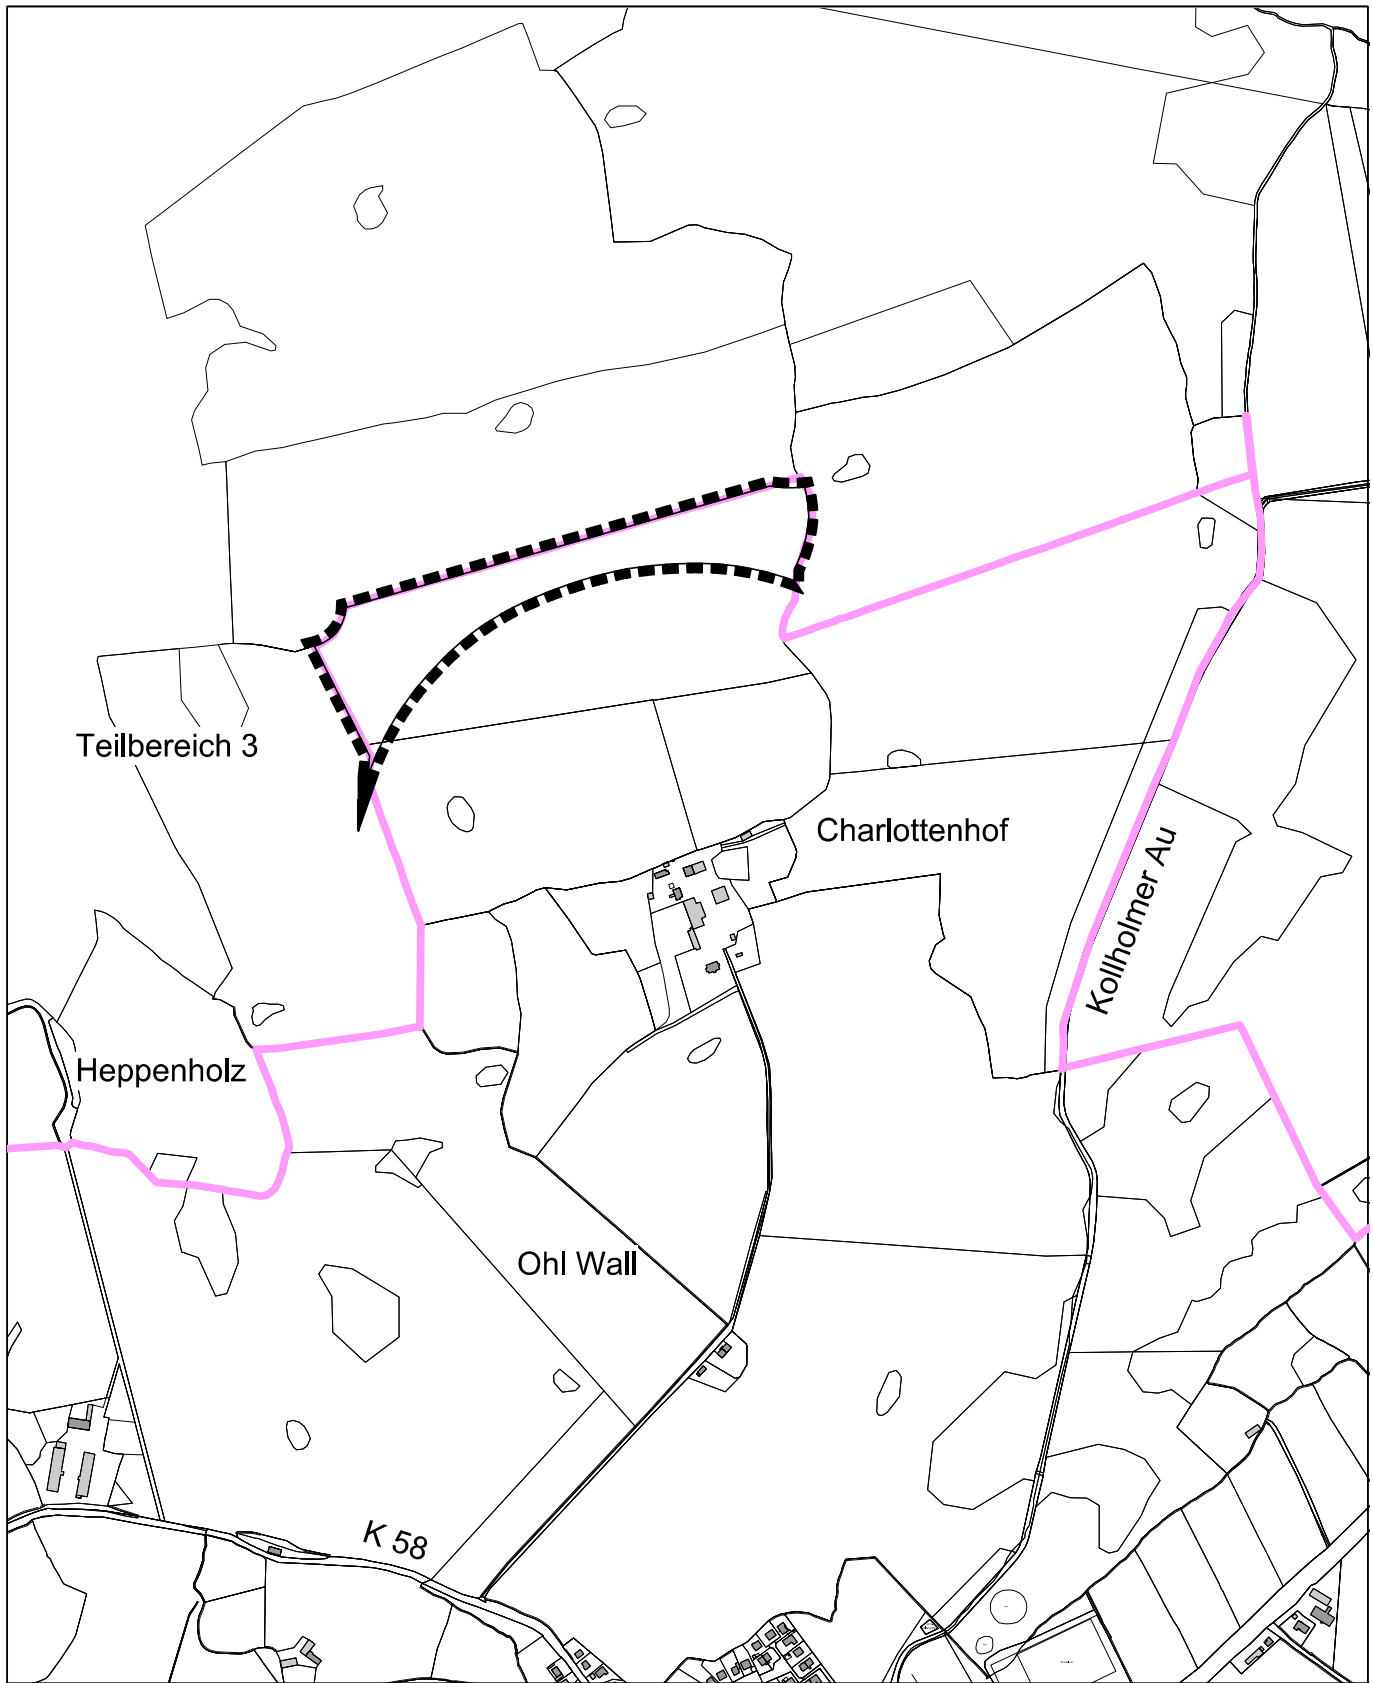 Teilbereich 3
Charlottenhof
Kollholmer Au
Heppenholz
Ohl Wall
K 58